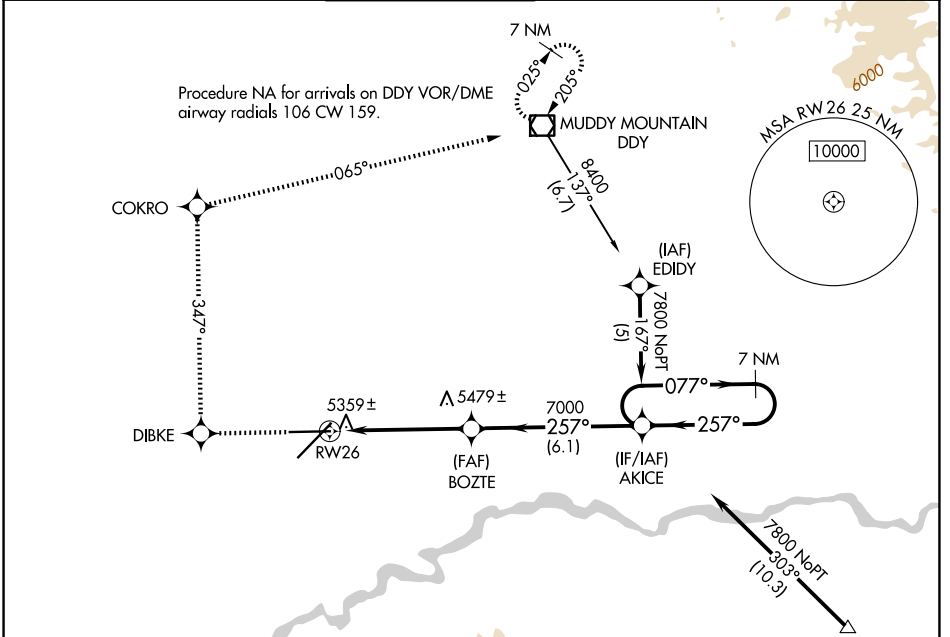 7 NM
025°
205°
Procedure NA for arrivals on DDY VOR/DME
airway radials 106 CW 159.
MUDDY MOUNTAIN
DDY
6000
MSA RW 26 25 NM
10000
065°
8400
137°
(6.7)
COKRO
(IAF)
EDIDY
7800 NoPT
167°
(5)
347°
7 NM
077°
257°
5359±
5479±
7000
257°
(6.1)
DIBKE
RW26
(FAF)
BOZTE
(IF/IAF)
AKICE
7800 NoPT
303°
(10.3)